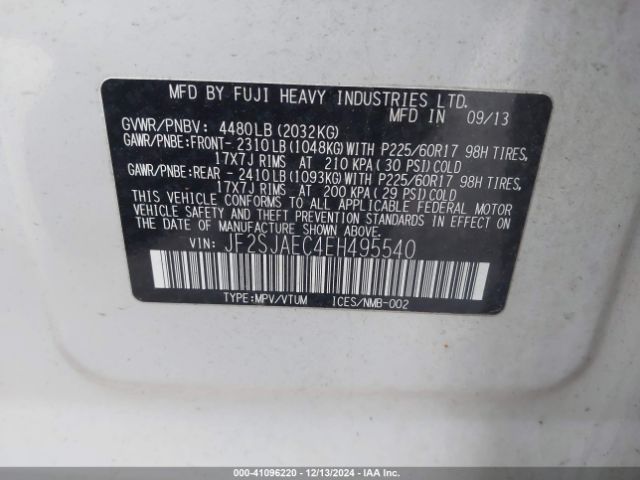 MFD BY FUJI HEAVY INDUSTRIES LTD.
MFD IN 09/13
GVWR/PNBV: 4480LB (2032KG)
GAWR/PNBE:FRONT- 2310LB(1048KG)WITH P225/60R17 98H TIRES,
17X7J RIMS AT 210 KPA(30 PSI)COLD
GAWR/PNBE:REAR - 2410LB(1093KG)WITH P225/60R17 98H TIRES,
17X7J RIMS AT 200 KPA(29 PSI)COLD
THIS VEHICLE CONFORMS TO ALL APPLICABLE FEDERAL MOTOR
VEHICLE SAFETY AND THEFT PREVENTION STANDARDS IN EFFECT ON
THE DATE OF MANUFACTURE SHOWN ABOVE.
VIN: JF2SJAEC4EH495540
TYPE:MPV/VTUM ICES/NMB-002
000-41096220 - 12/13/2024 - IAA, Inc.